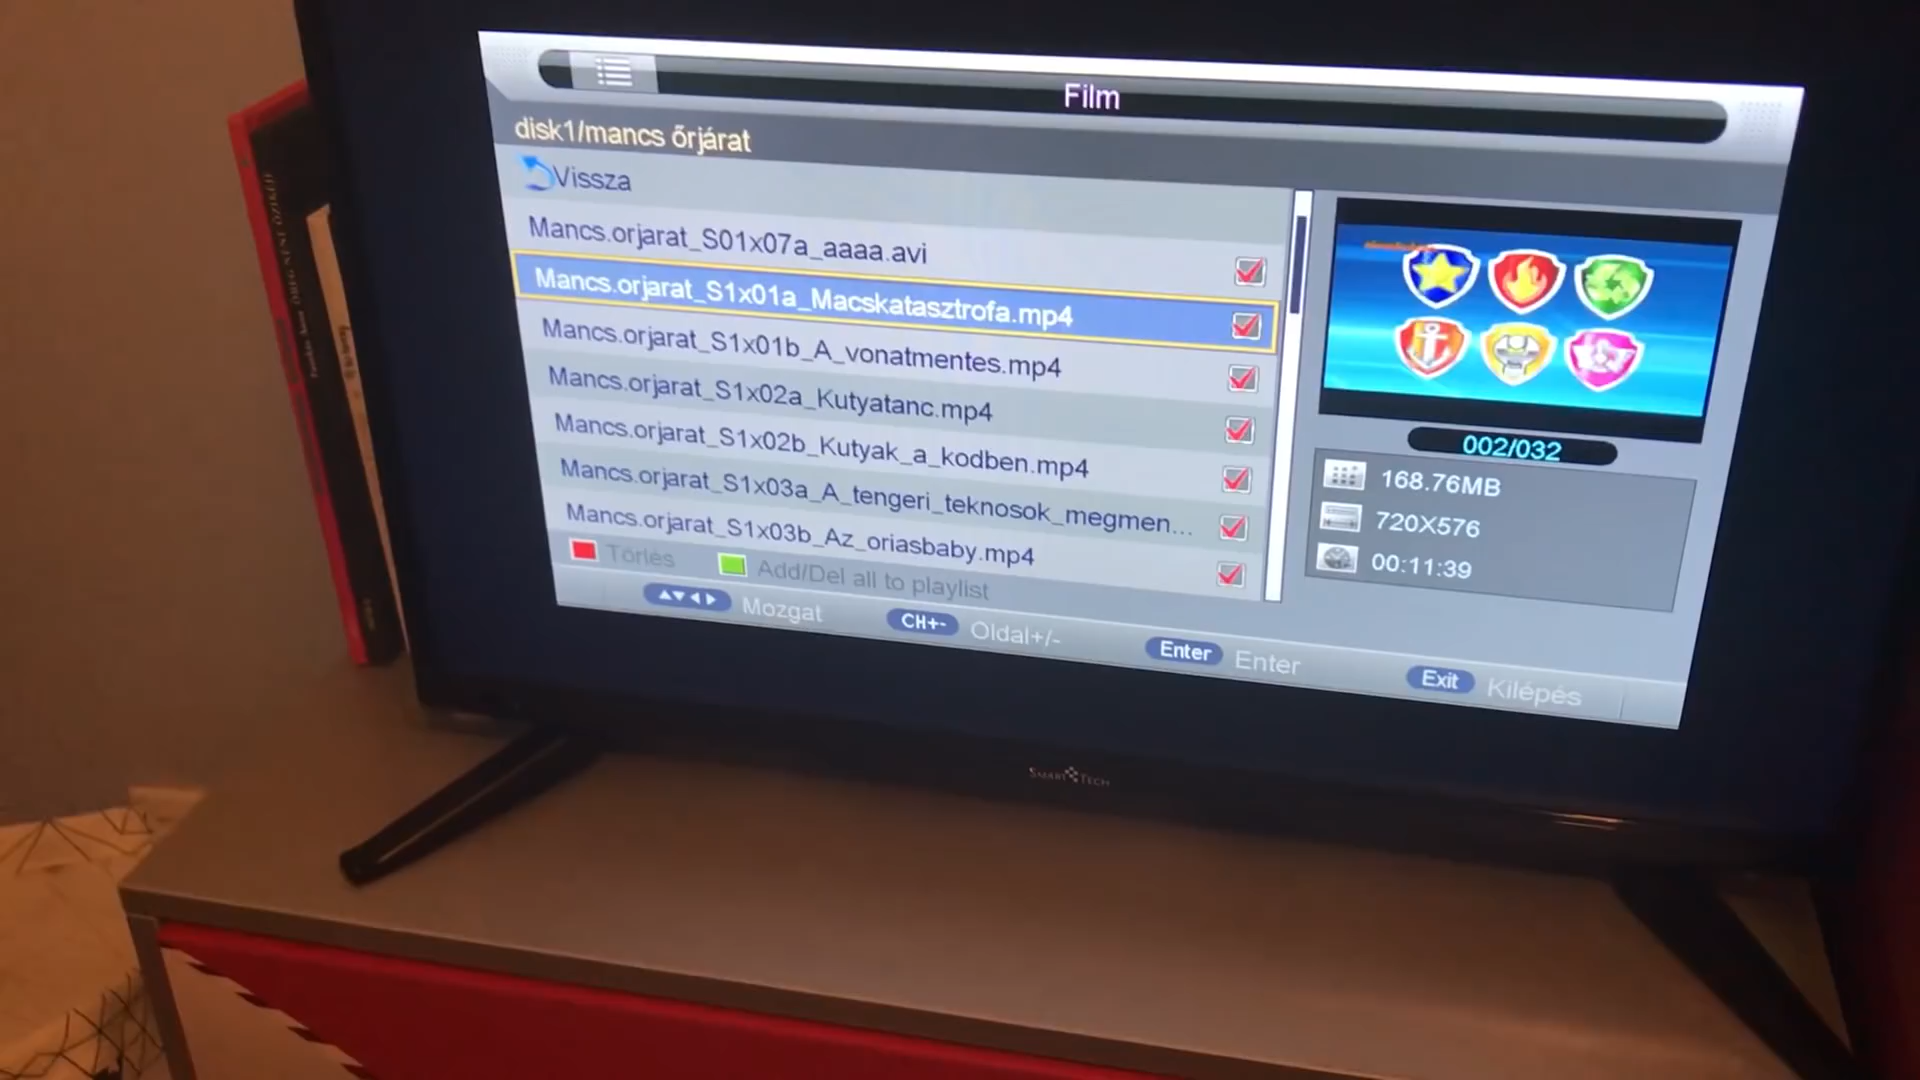 Film
disk1/mancs őrjárat
Vissza
Mancs.orjarat_S01x07a_aaaa.avi
Mancs.orjarat_S1x01a_Macskatasztrofa.mp4
Mancs.orjarat_S1x01b_A_vonatmentes.mp4
Mancs.orjarat_S1x02a_Kutyatanc.mp4
Mancs.orjarat_S1x02b_Kutyak_a_kodben.mp4
Mancs.orjarat_S1x03a_A_tengeri_teknosok_megmen...
Mancs.orjarat_S1x03b_Az_oriasbaby.mp4
Törlés
Add/Del all to playlist
Mozgat
CH+-
Oldal+/-
Enter
Enter
Exit
Kilépés
002/032
168.76MB
720X576
00:11:39
SMART TECH